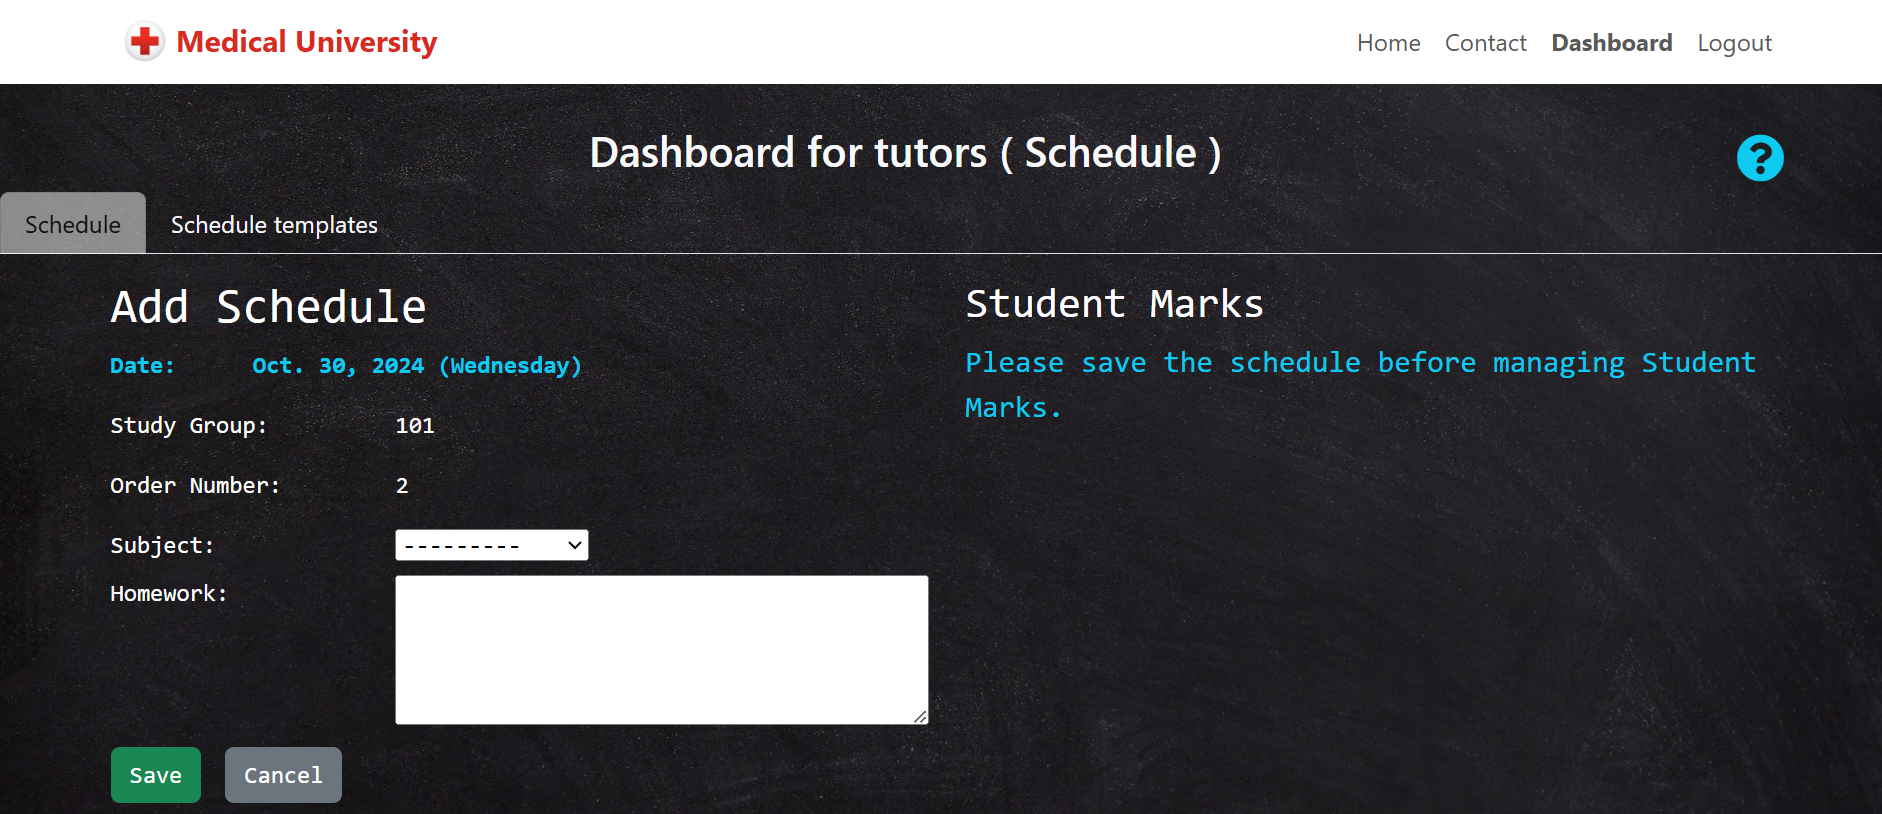 Medical University
Home Contact Dashboard Logout
Dashboard for tutors ( Schedule )
?
Schedule Schedule templates
Add Schedule
Date: Oct. 30, 2024 (Wednesday)
Study Group: 101
Order Number: 2
Subject: ---------
Homework:
Save Cancel
Student Marks
Please save the schedule before managing Student
Marks.